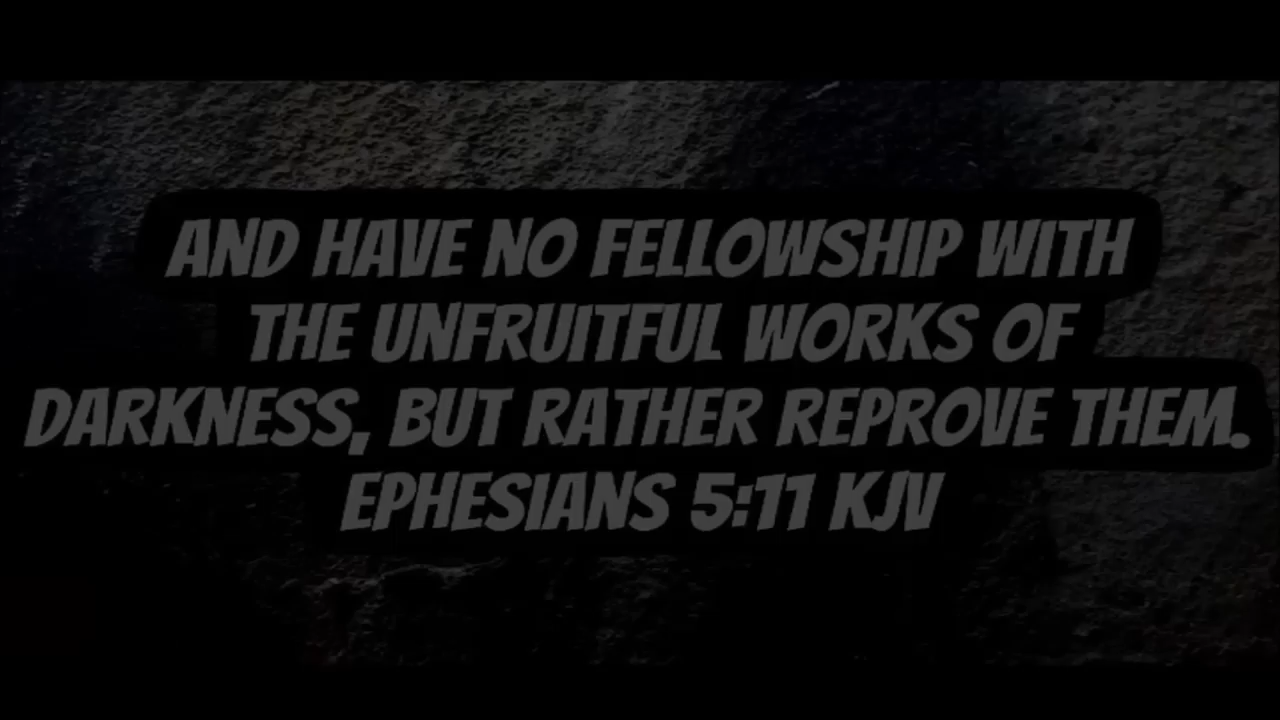 AND HAVE NO FELLOWSHIP WITH
THE UNFRUITFUL WORKS OF
DARKNESS, BUT RATHER REPROVE THEM.
EPHESIANS 5:11 KJV